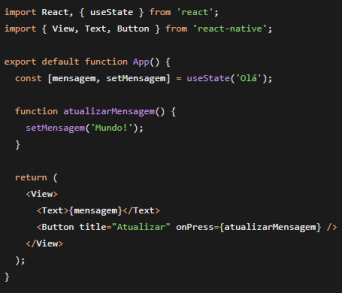 import React, { useState } from 'react';
import { View, Text, Button } from 'react-native';
export default function App() {
const [mensagem, setMensagem] = useState('Olá');
function atualizarMensagem() {
setMensagem('Mundo!');
}
return (
<View>
<Text>{mensagem}</Text>
<Button title="Atualizar" onPress={atualizarMensagem} />
</View>
);
}